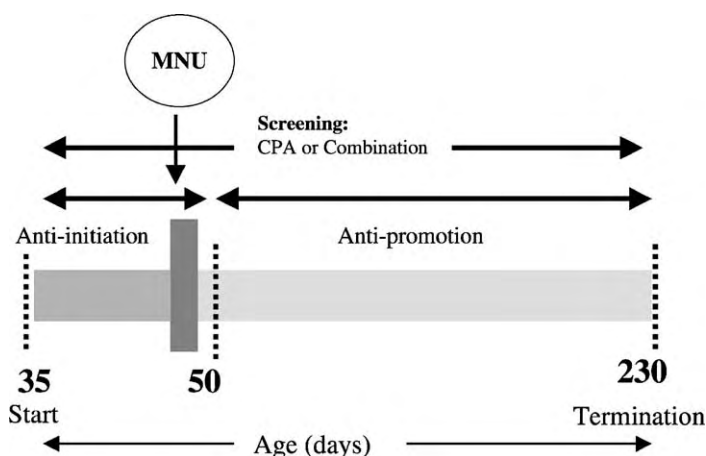 MNU
Screening:
CPA or Combination
Anti-initiation
Anti-promotion
35
50
230
Start
Termination
Age (days)